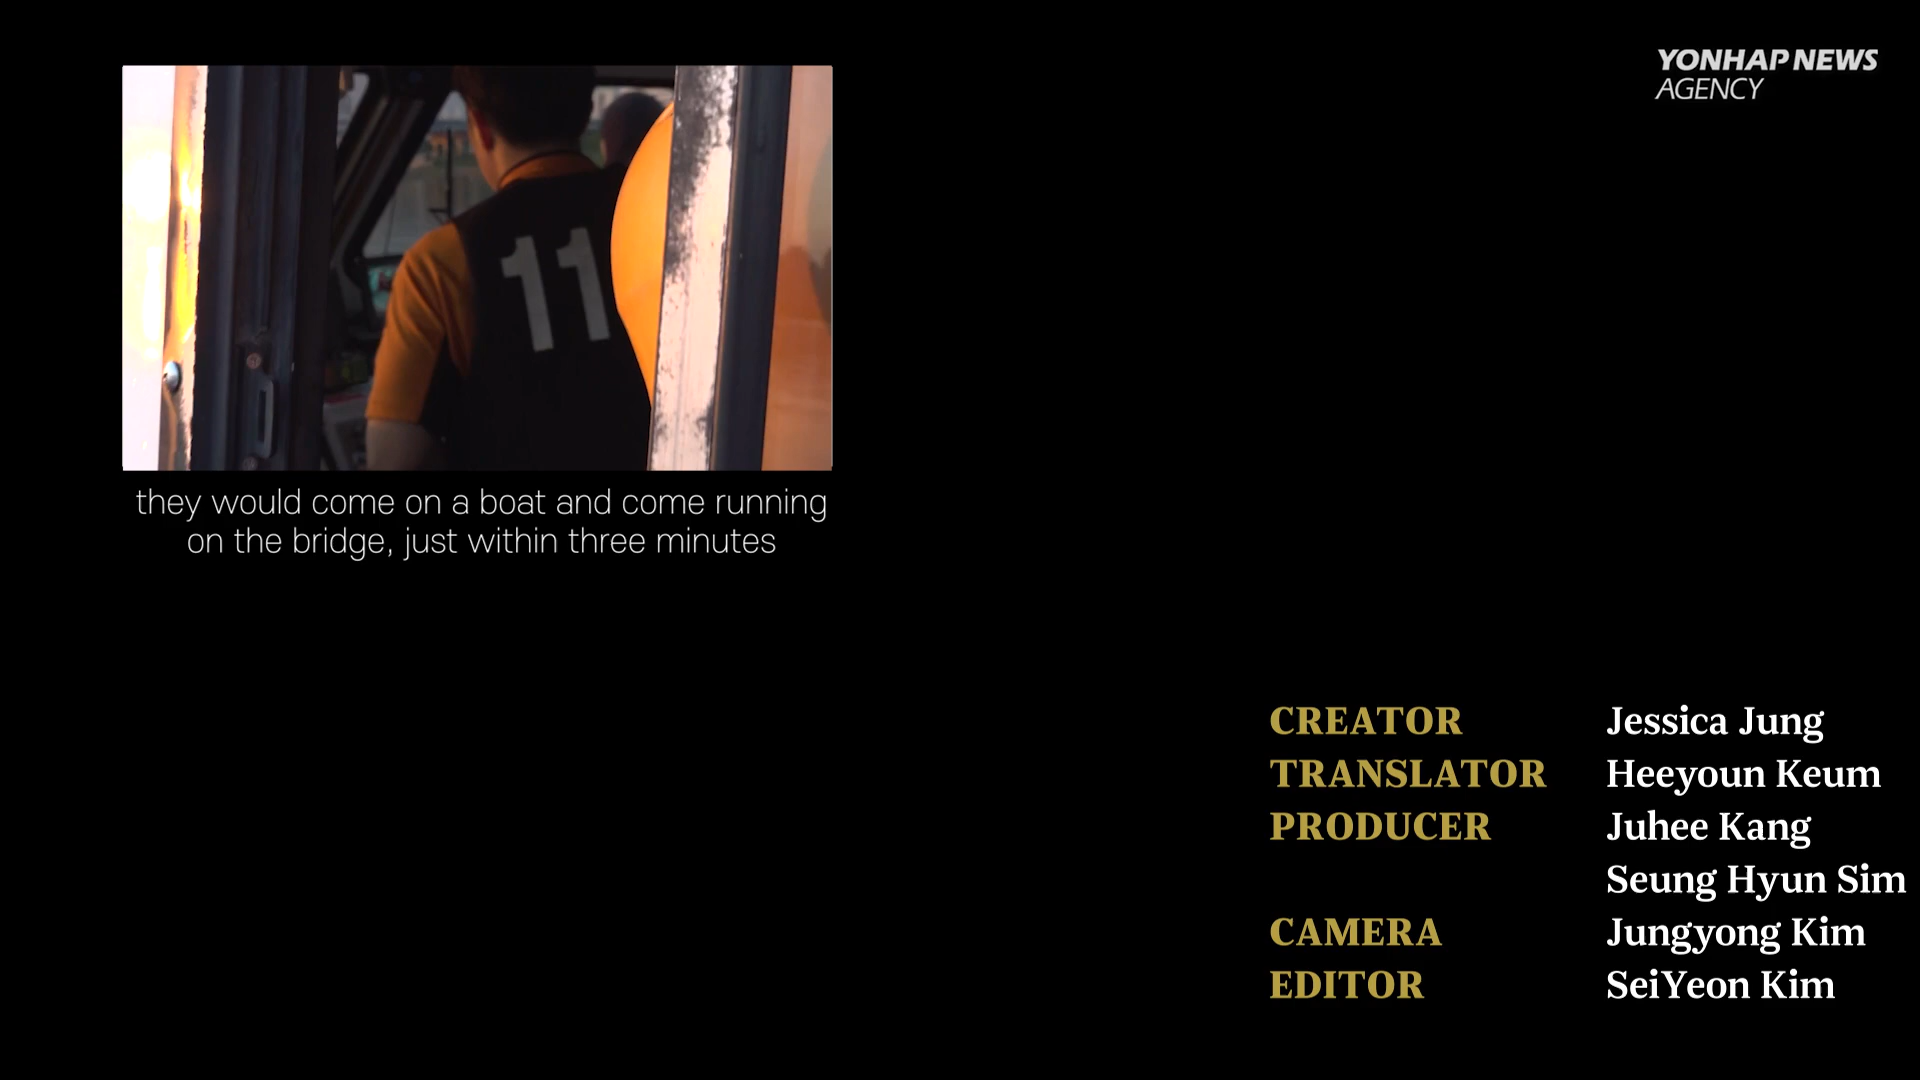 YONHAP NEWS
AGENCY
11
they would come on a boat and come running
on the bridge, just within three minutes
CREATOR Jessica Jung
TRANSLATOR Heeyoun Keum
PRODUCER Juhee Kang
Seung Hyun Sim
CAMERA Jungyong Kim
EDITOR SeiYeon Kim